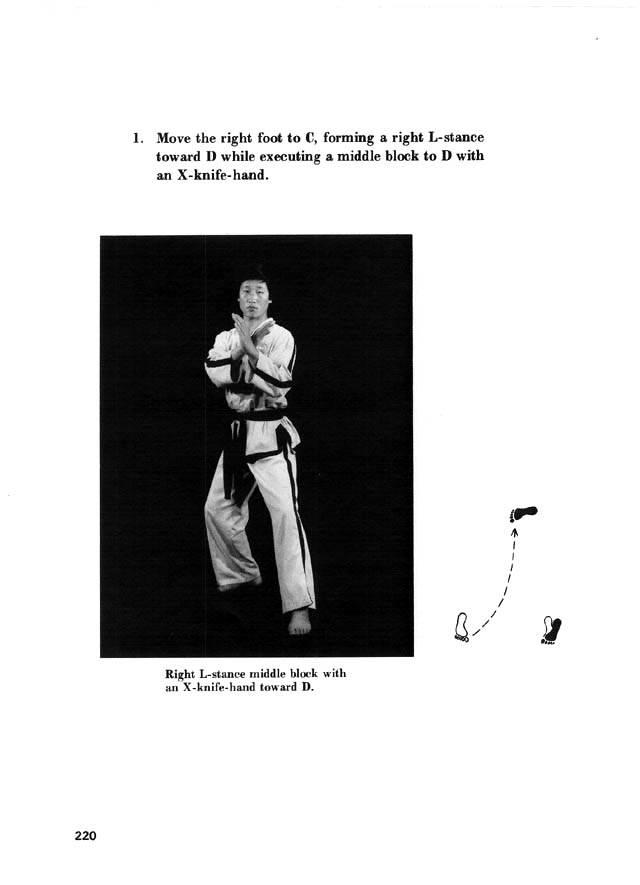 1. Move the right foot to C, forming a right L-stance
toward D while executing a middle block to D with
an X-knife-hand.
Right L-stance middle block with
an X-knife-hand toward D.
220